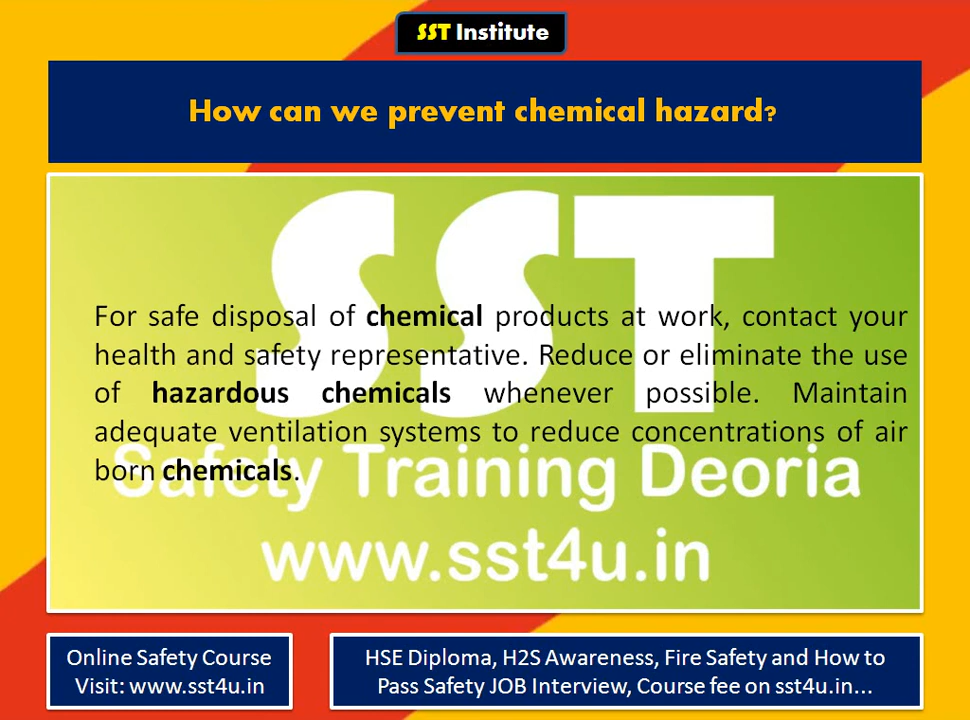 SST Institute
How can we prevent chemical hazard?
SST
For safe disposal of chemical products at work, contact your
health and safety representative. Reduce or eliminate the use
of hazardous chemicals whenever possible. Maintain
adequate ventilation systems to reduce concentrations of air
born chemicals.
Safety Training Deoria
www.sst4u.in
Online Safety Course
Visit: www.sst4u.in
HSE Diploma, H2S Awareness, Fire Safety and How to
Pass Safety JOB Interview, Course fee on sst4u.in...